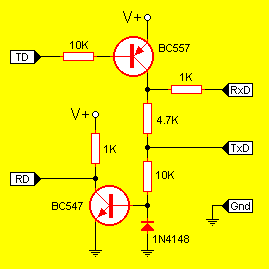 V+
BC557
TD
10K
1K
RxD
V+
4.7K
1K
TxD
RD
10K
BC547
Gnd
1N4148